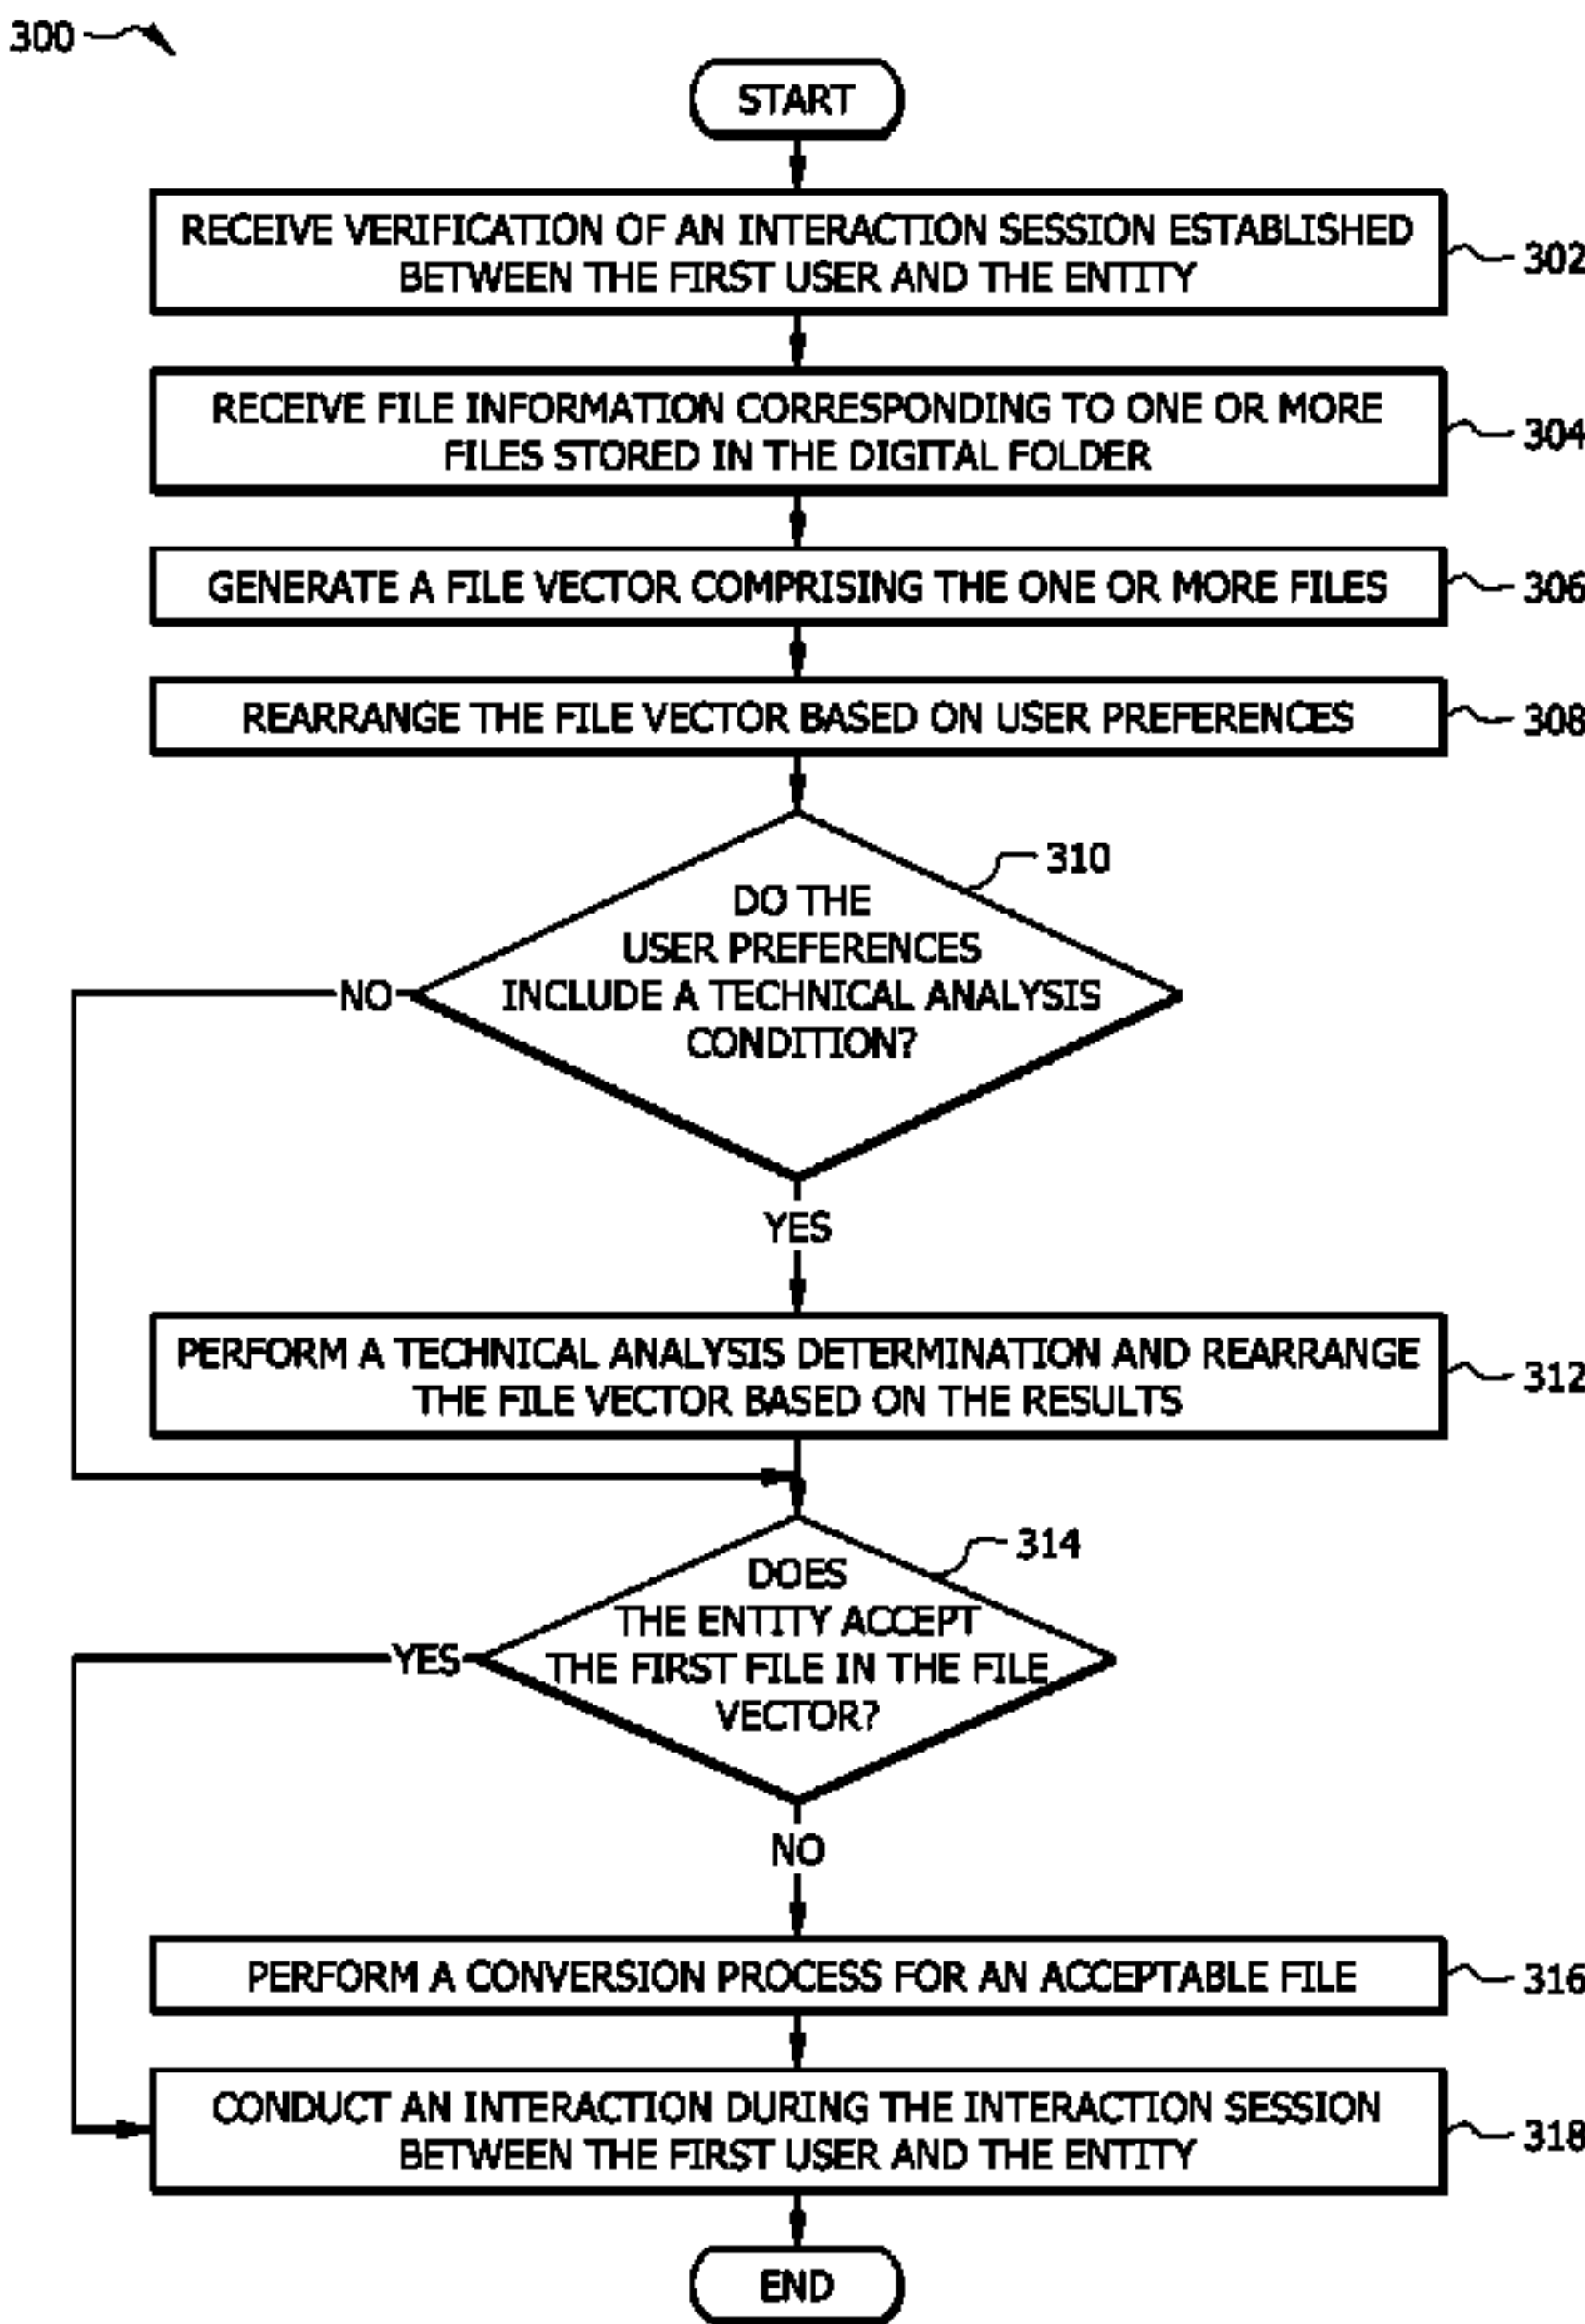 300
START
RECEIVE VERIFICATION OF AN INTERACTION SESSION ESTABLISHED
BETWEEN THE FIRST USER AND THE ENTITY
302
RECEIVE FILE INFORMATION CORRESPONDING TO ONE OR MORE
FILES STORED IN THE DIGITAL FOLDER
304
GENERATE A FILE VECTOR COMPRISING THE ONE OR MORE FILES
306
REARRANGE THE FILE VECTOR BASED ON USER PREFERENCES
308
310
DO THE
USER PREFERENCES
INCLUDE A TECHNICAL ANALYSIS
CONDITION?
NO
YES
PERFORM A TECHNICAL ANALYSIS DETERMINATION AND REARRANGE
THE FILE VECTOR BASED ON THE RESULTS
312
314
DOES
THE ENTITY ACCEPT
THE FIRST FILE IN THE FILE
VECTOR?
YES
NO
PERFORM A CONVERSION PROCESS FOR AN ACCEPTABLE FILE
316
CONDUCT AN INTERACTION DURING THE INTERACTION SESSION
BETWEEN THE FIRST USER AND THE ENTITY
318
END